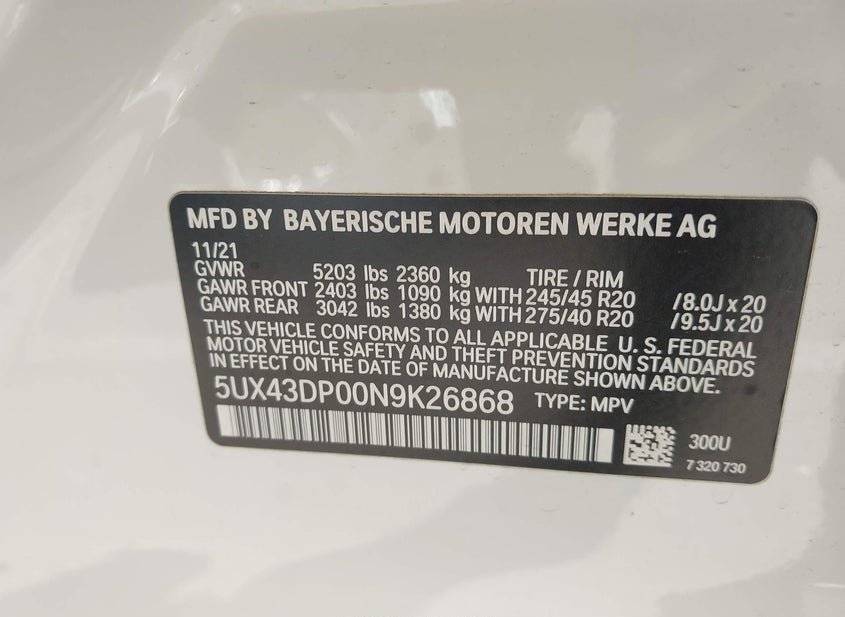 MFD BY BAYERISCHE MOTOREN WERKE AG
11/21
GVWR 5203 lbs 2360 kg TIRE / RIM
GAWR FRONT 2403 lbs 1090 kg WITH 245/45 R20 /8.0J x 20
GAWR REAR 3042 lbs 1380 kg WITH 275/40 R20 /9.5J x 20
THIS VEHICLE CONFORMS TO ALL APPLICABLE U. S. FEDERAL
MOTOR VEHICLE SAFETY AND THEFT PREVENTION STANDARDS
IN EFFECT ON THE DATE OF MANUFACTURE SHOWN ABOVE.
5UX43DP00N9K26868 TYPE: MPV
300U
7 320 730